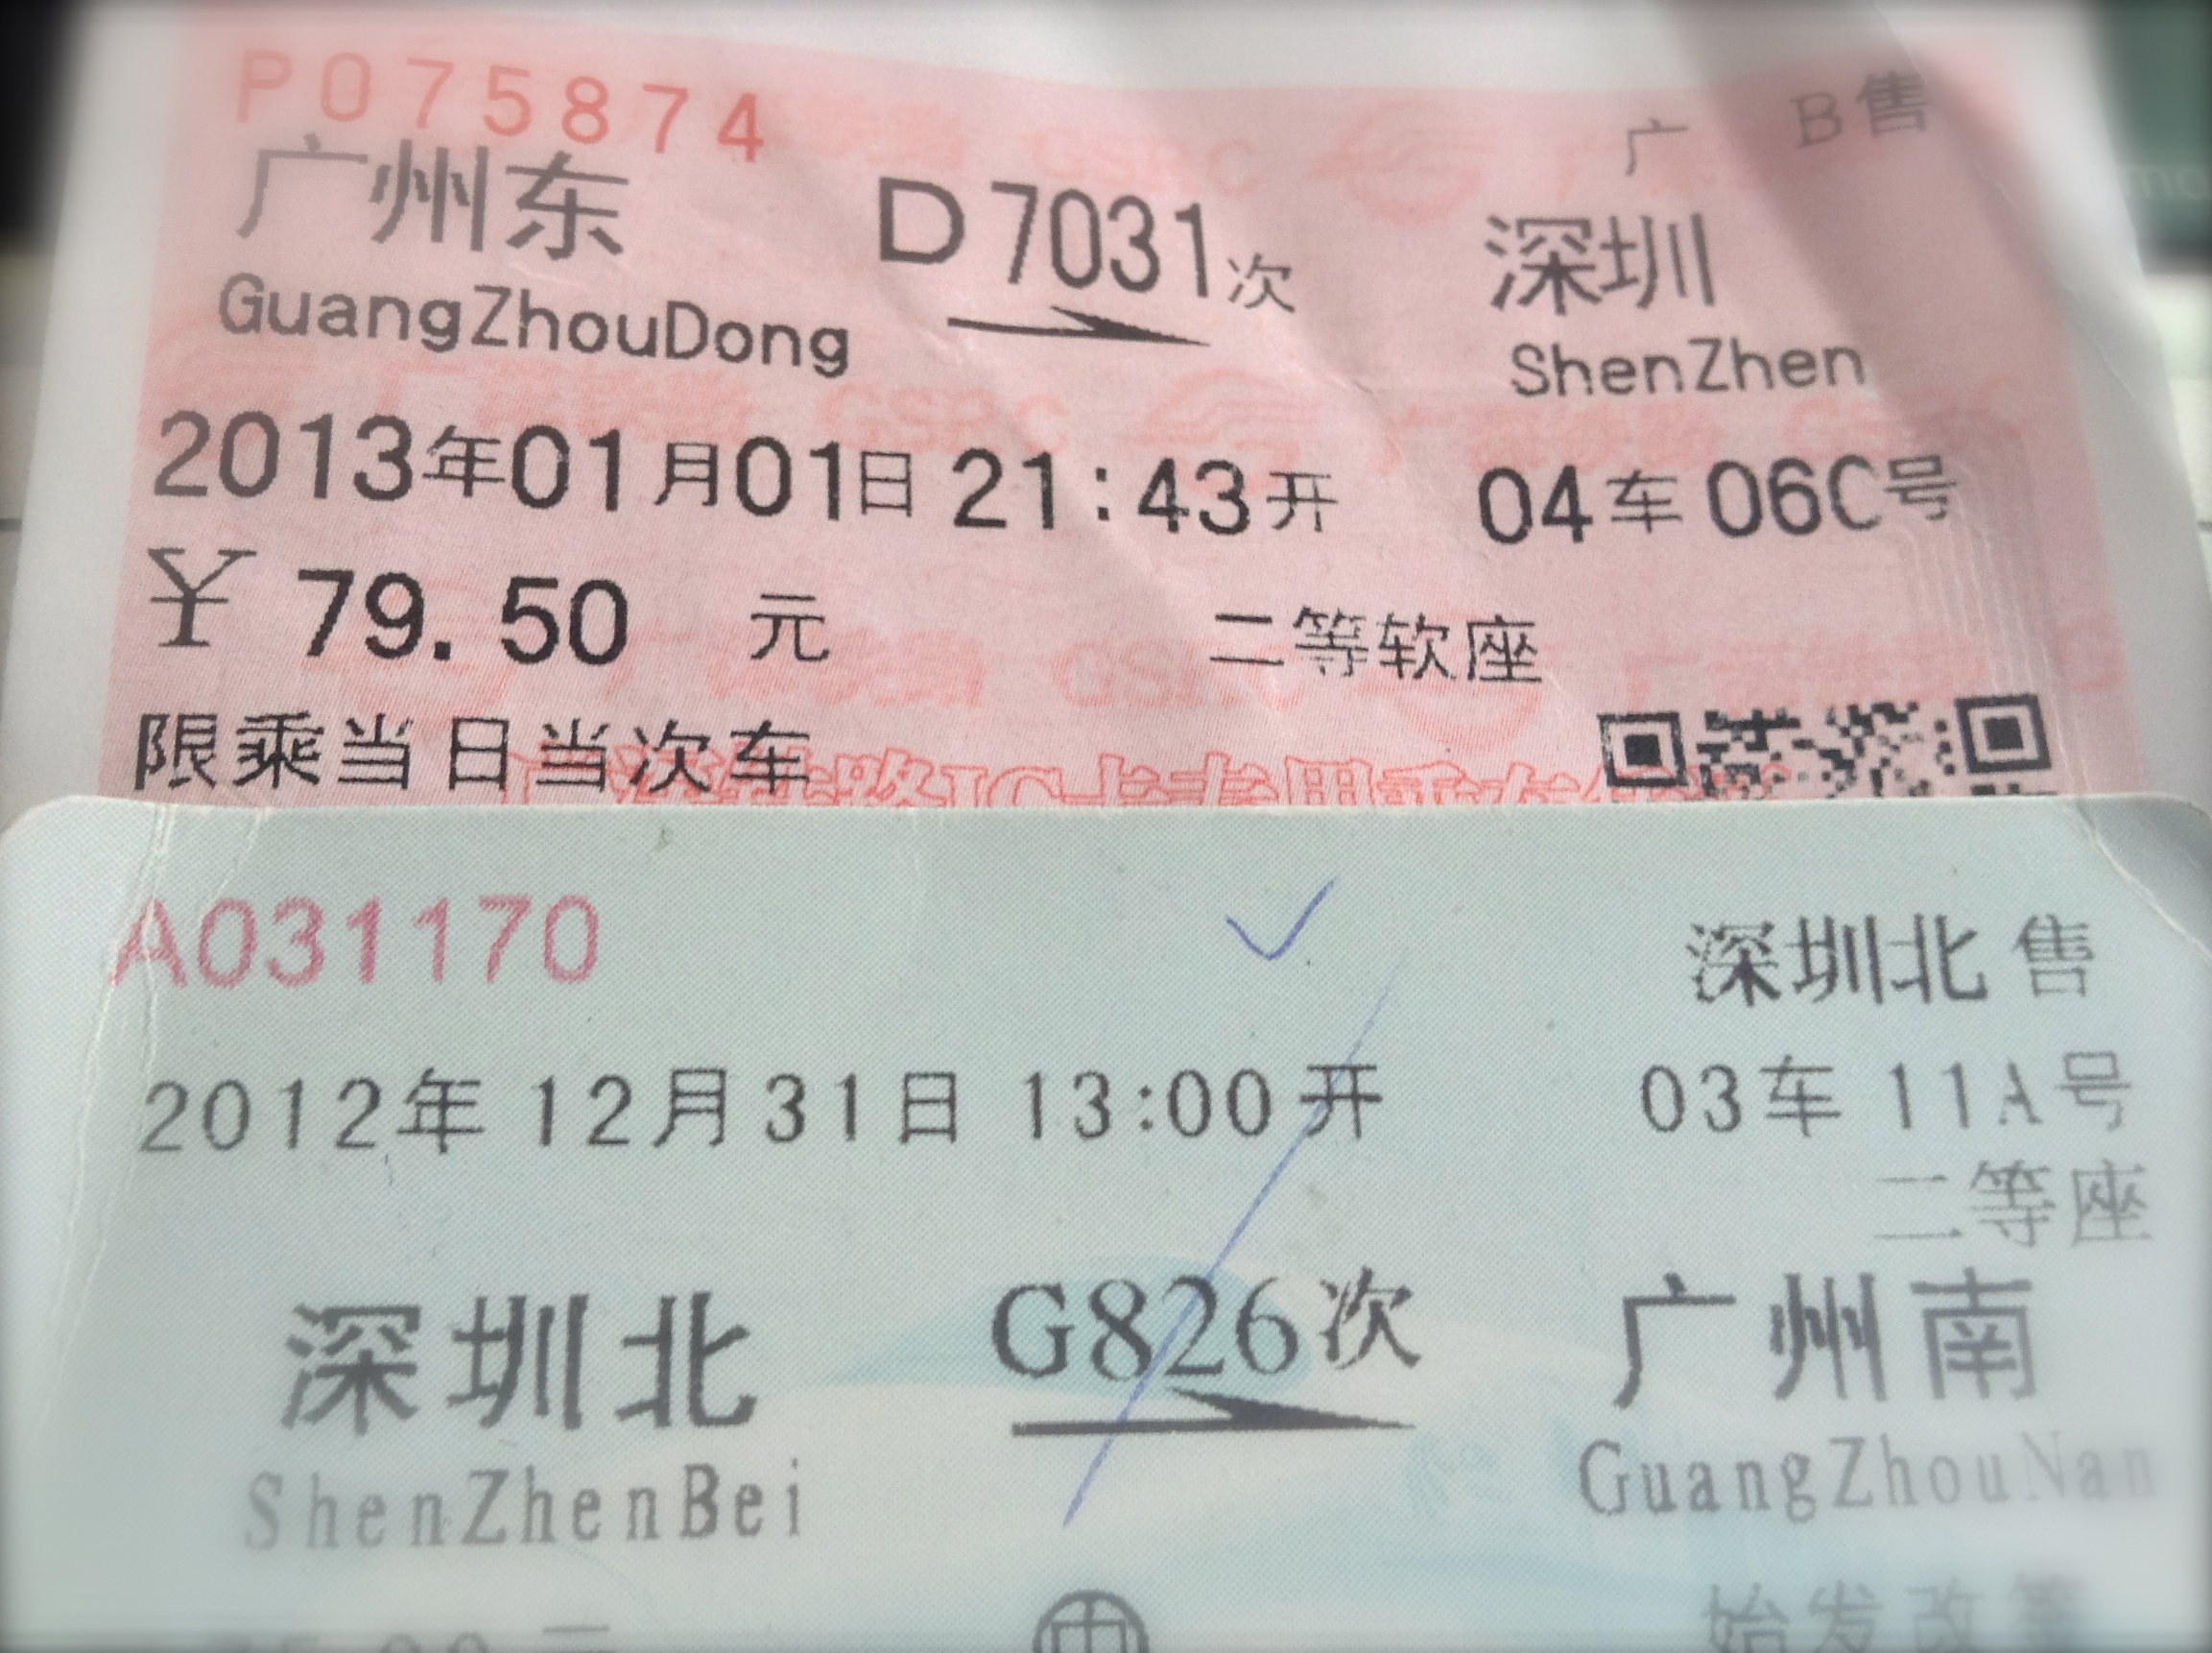 P075874
广 B售
广州东 D7031次 深圳
GuangZhouDong ShenZhen
2013年01月01日 21:43开 04车06C号
¥79.50元 二等软座
限乘当日当次车
A031170 深圳北售
2012年12月31日 13:00开 03车11A号
二等座
深圳北 G826次 广州南
ShenZhenBei GuangZhouNan
始发改等